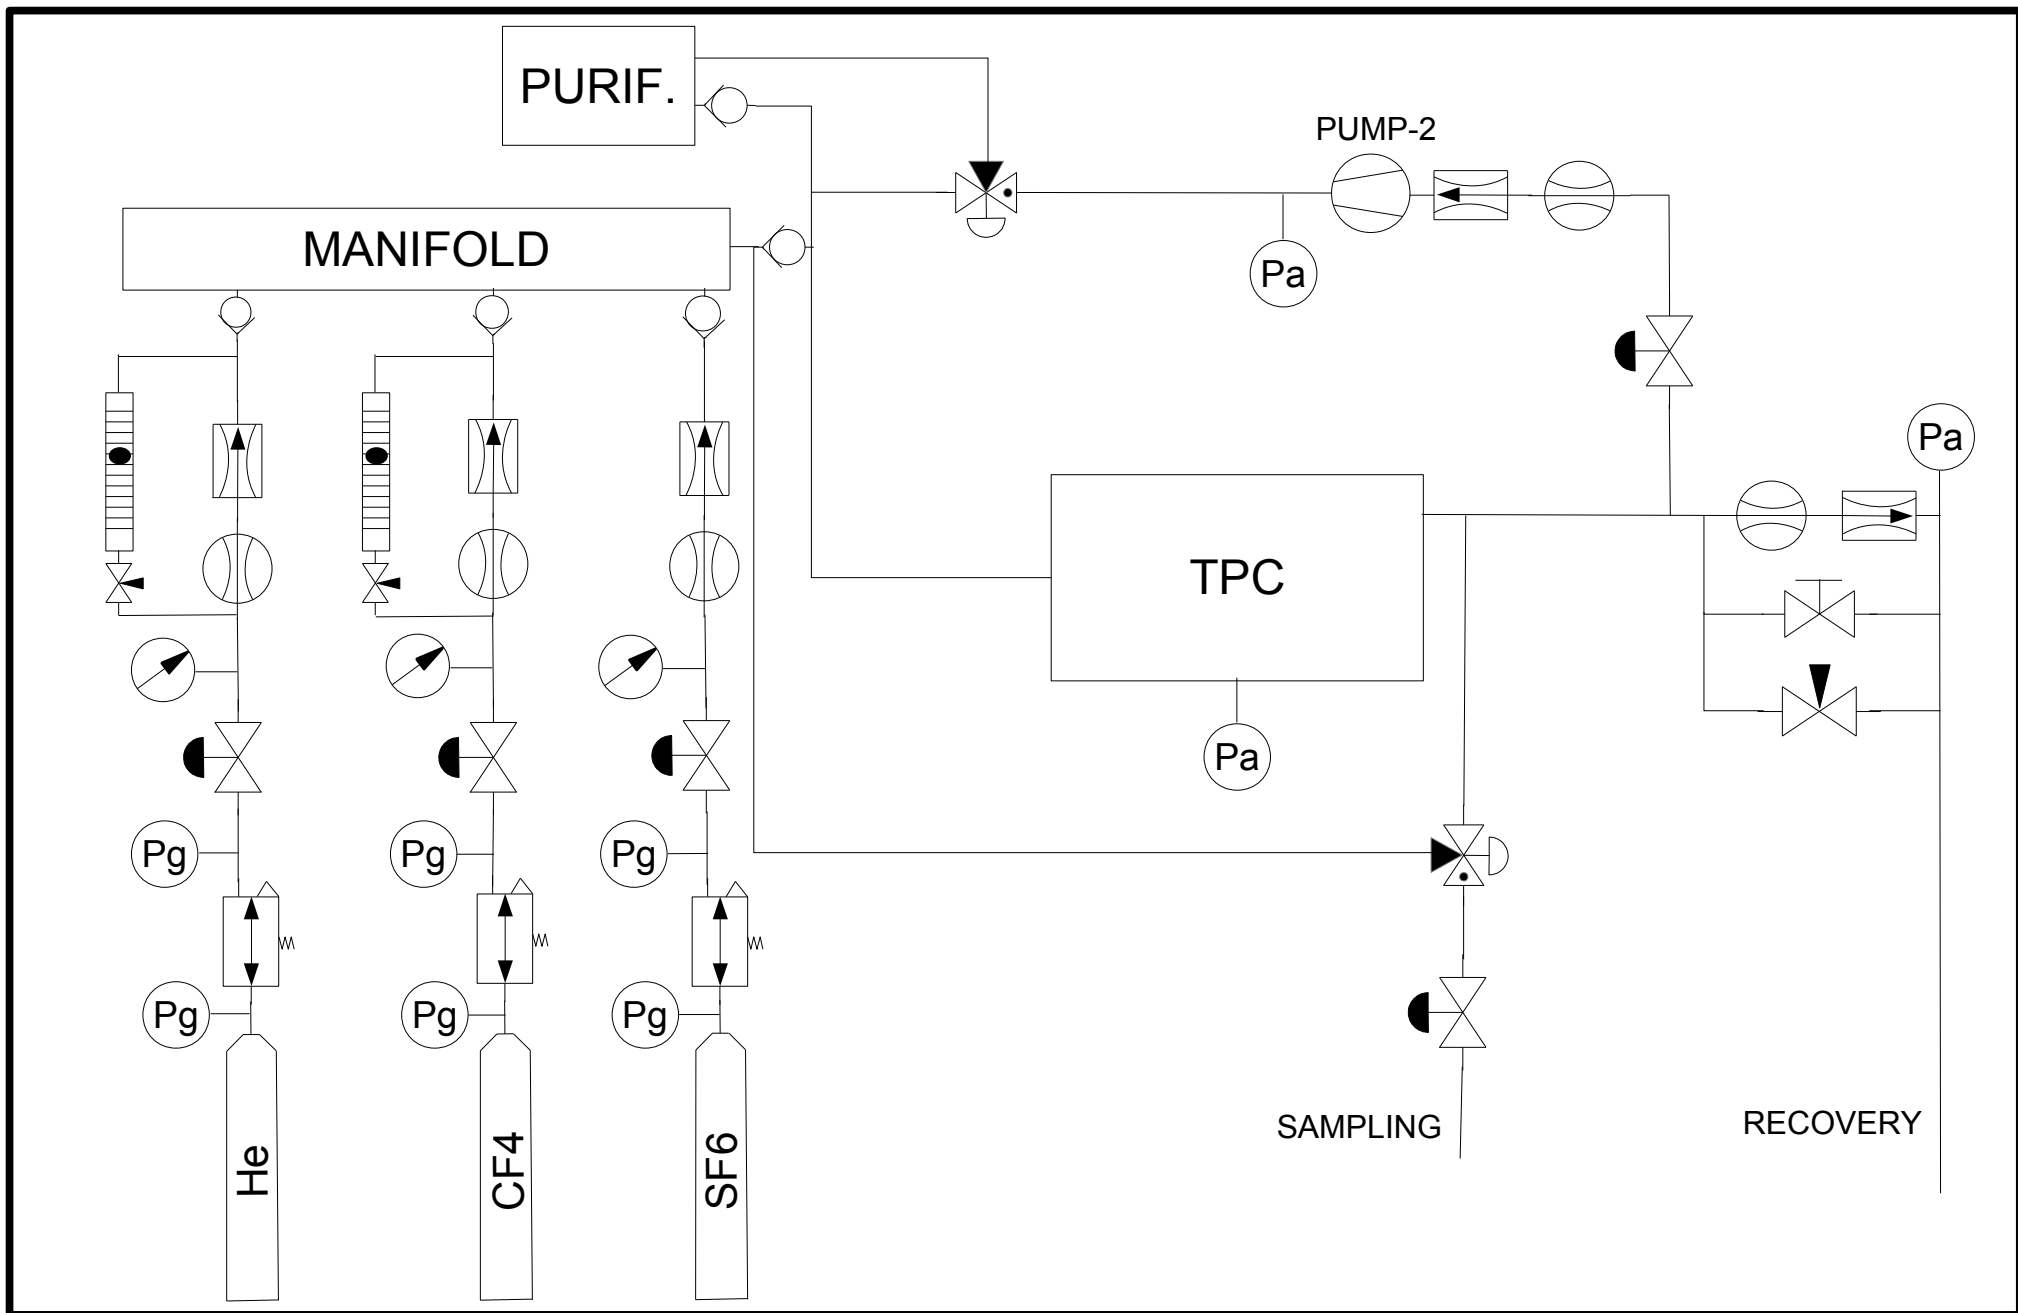 PURIF.
PUMP-2
MANIFOLD
Pa
Pa
TPC
Pa
Pg
Pg
Pg
Pg
Pg
Pg
SAMPLING
RECOVERY
He
CF4
SF6